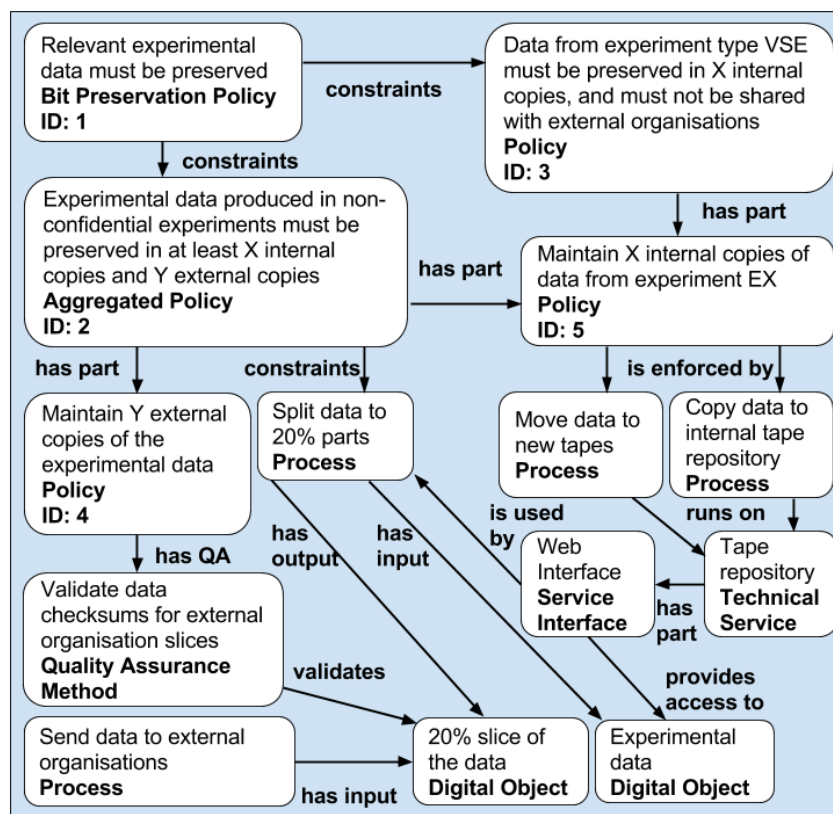 Relevant experimental
data must be preserved
Bit Preservation Policy
ID: 1
constraints
Data from experiment type VSE
must be preserved in X internal
copies, and must not be shared
with external organisations
Policy
ID: 3
constraints
has part
Experimental data produced in non-
confidential experiments must be
preserved in at least X internal
copies and Y external copies
Aggregated Policy
ID: 2
has part
Maintain X internal copies of
data from experiment EX
Policy
ID: 5
has part
constraints
is enforced by
Maintain Y external
copies of the
experimental data
Policy
ID: 4
Split data to
20% parts
Process
Move data to
new tapes
Process
Copy data to
internal tape
repository
Process
has QA
has
output
has
input
is used
by
runs on
Web
Interface
Service
Interface
has
part
Tape
repository
Technical
Service
Validate data
checksums for external
organisation slices
Quality Assurance
Method
validates
provides
access to
Send data to external
organisations
Process
has input
20% slice of
the data
Digital Object
Experimental
data
Digital Object